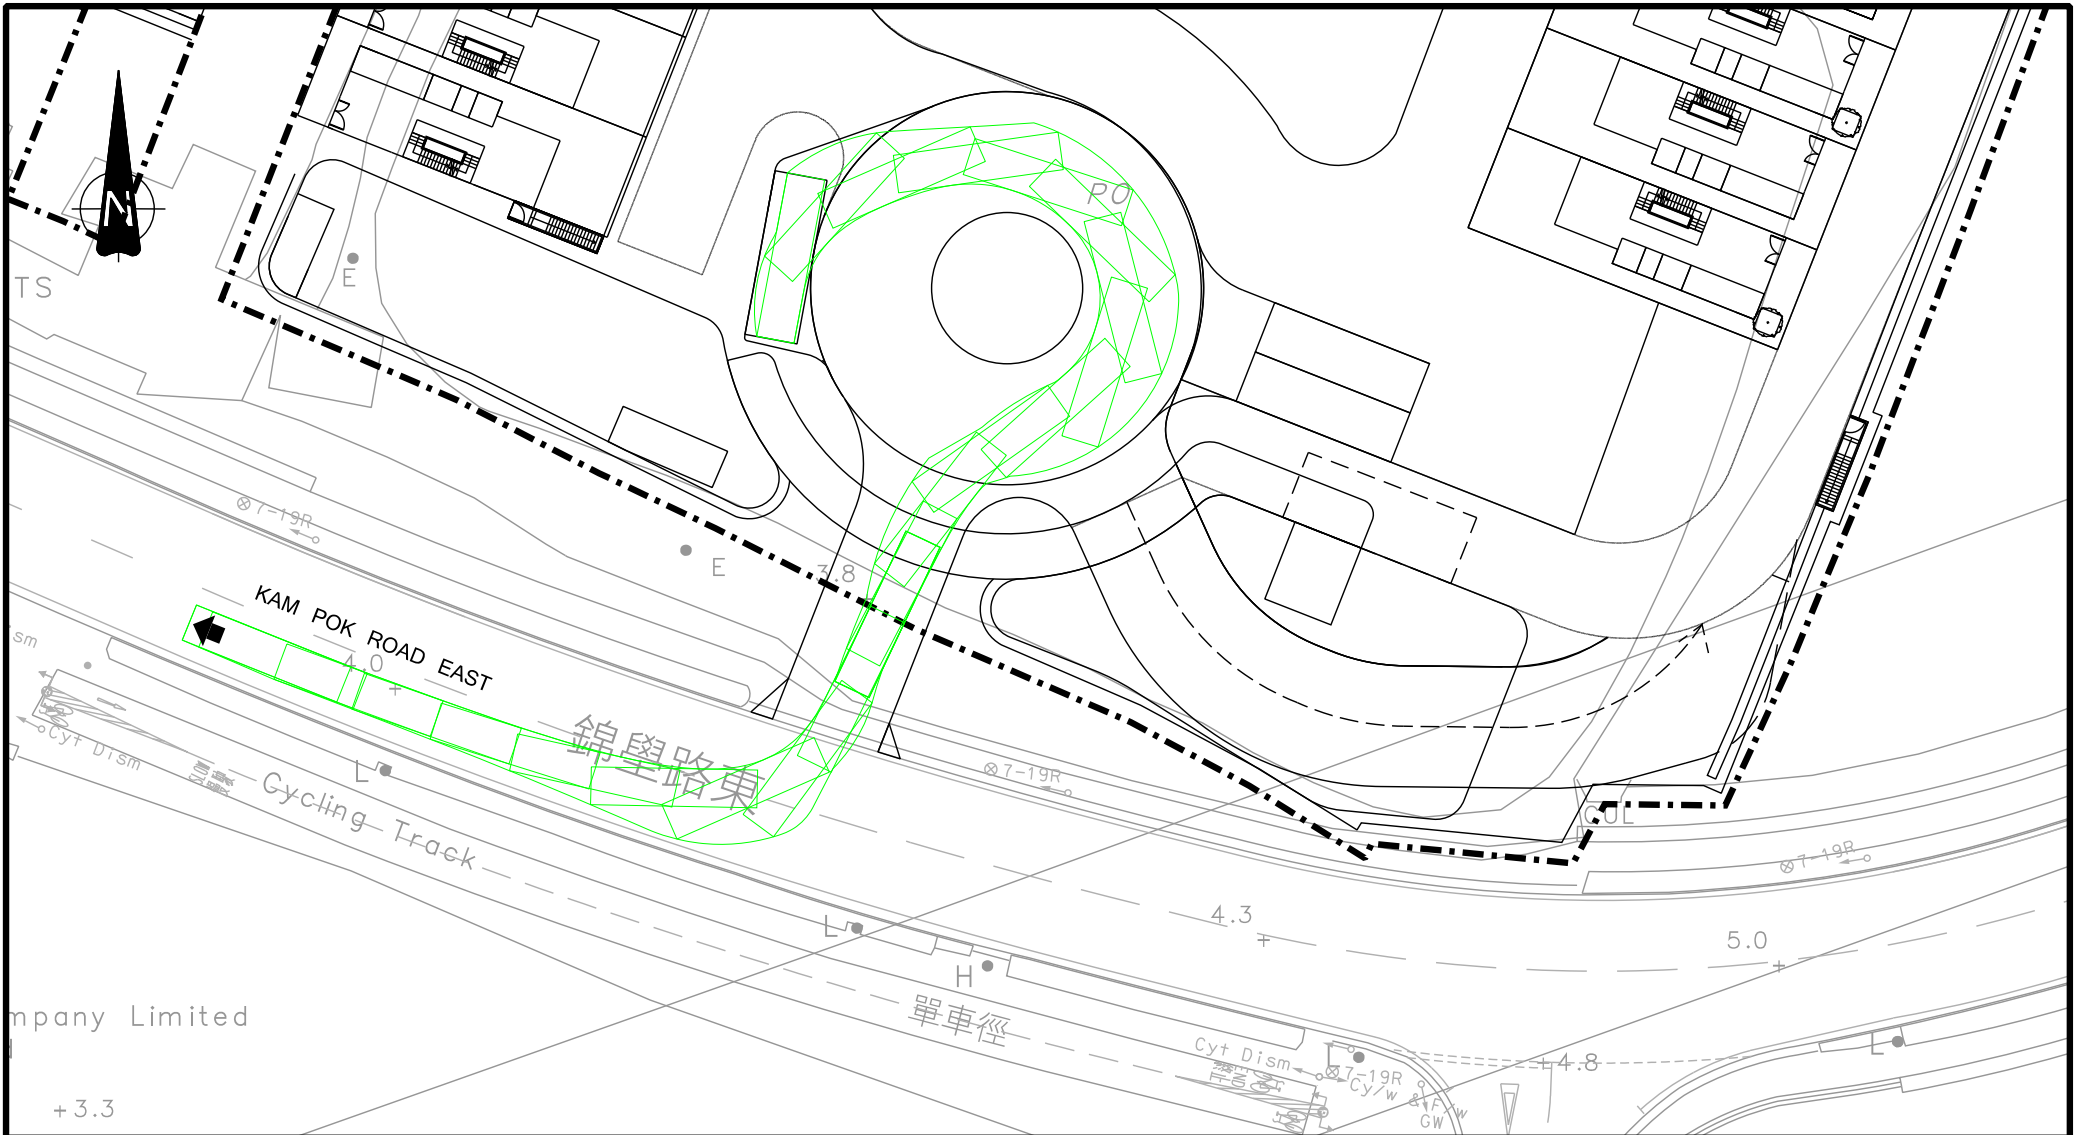 N
PO
TS
E
7-19R
E
3.8
KAM POK ROAD EAST
4.0
錦壆路東
Cyt Dism
L
Cycling Track
7-19R
CUL
7-19R
4.3
5.0
L
H
單車徑
mpany Limited
Cyt Dism
L
7-19R
Cy/w & F/w
GW
4.8
L
3.3